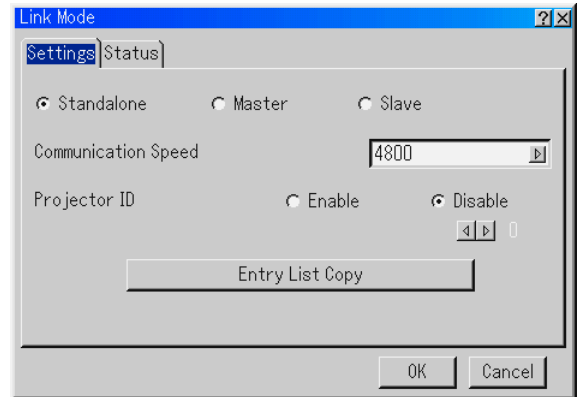 Link Mode ? ×
Settings Status
Standalone Master Slave
Communication Speed 4800
Projector ID Enable Disable
0
Entry List Copy
OK Cancel